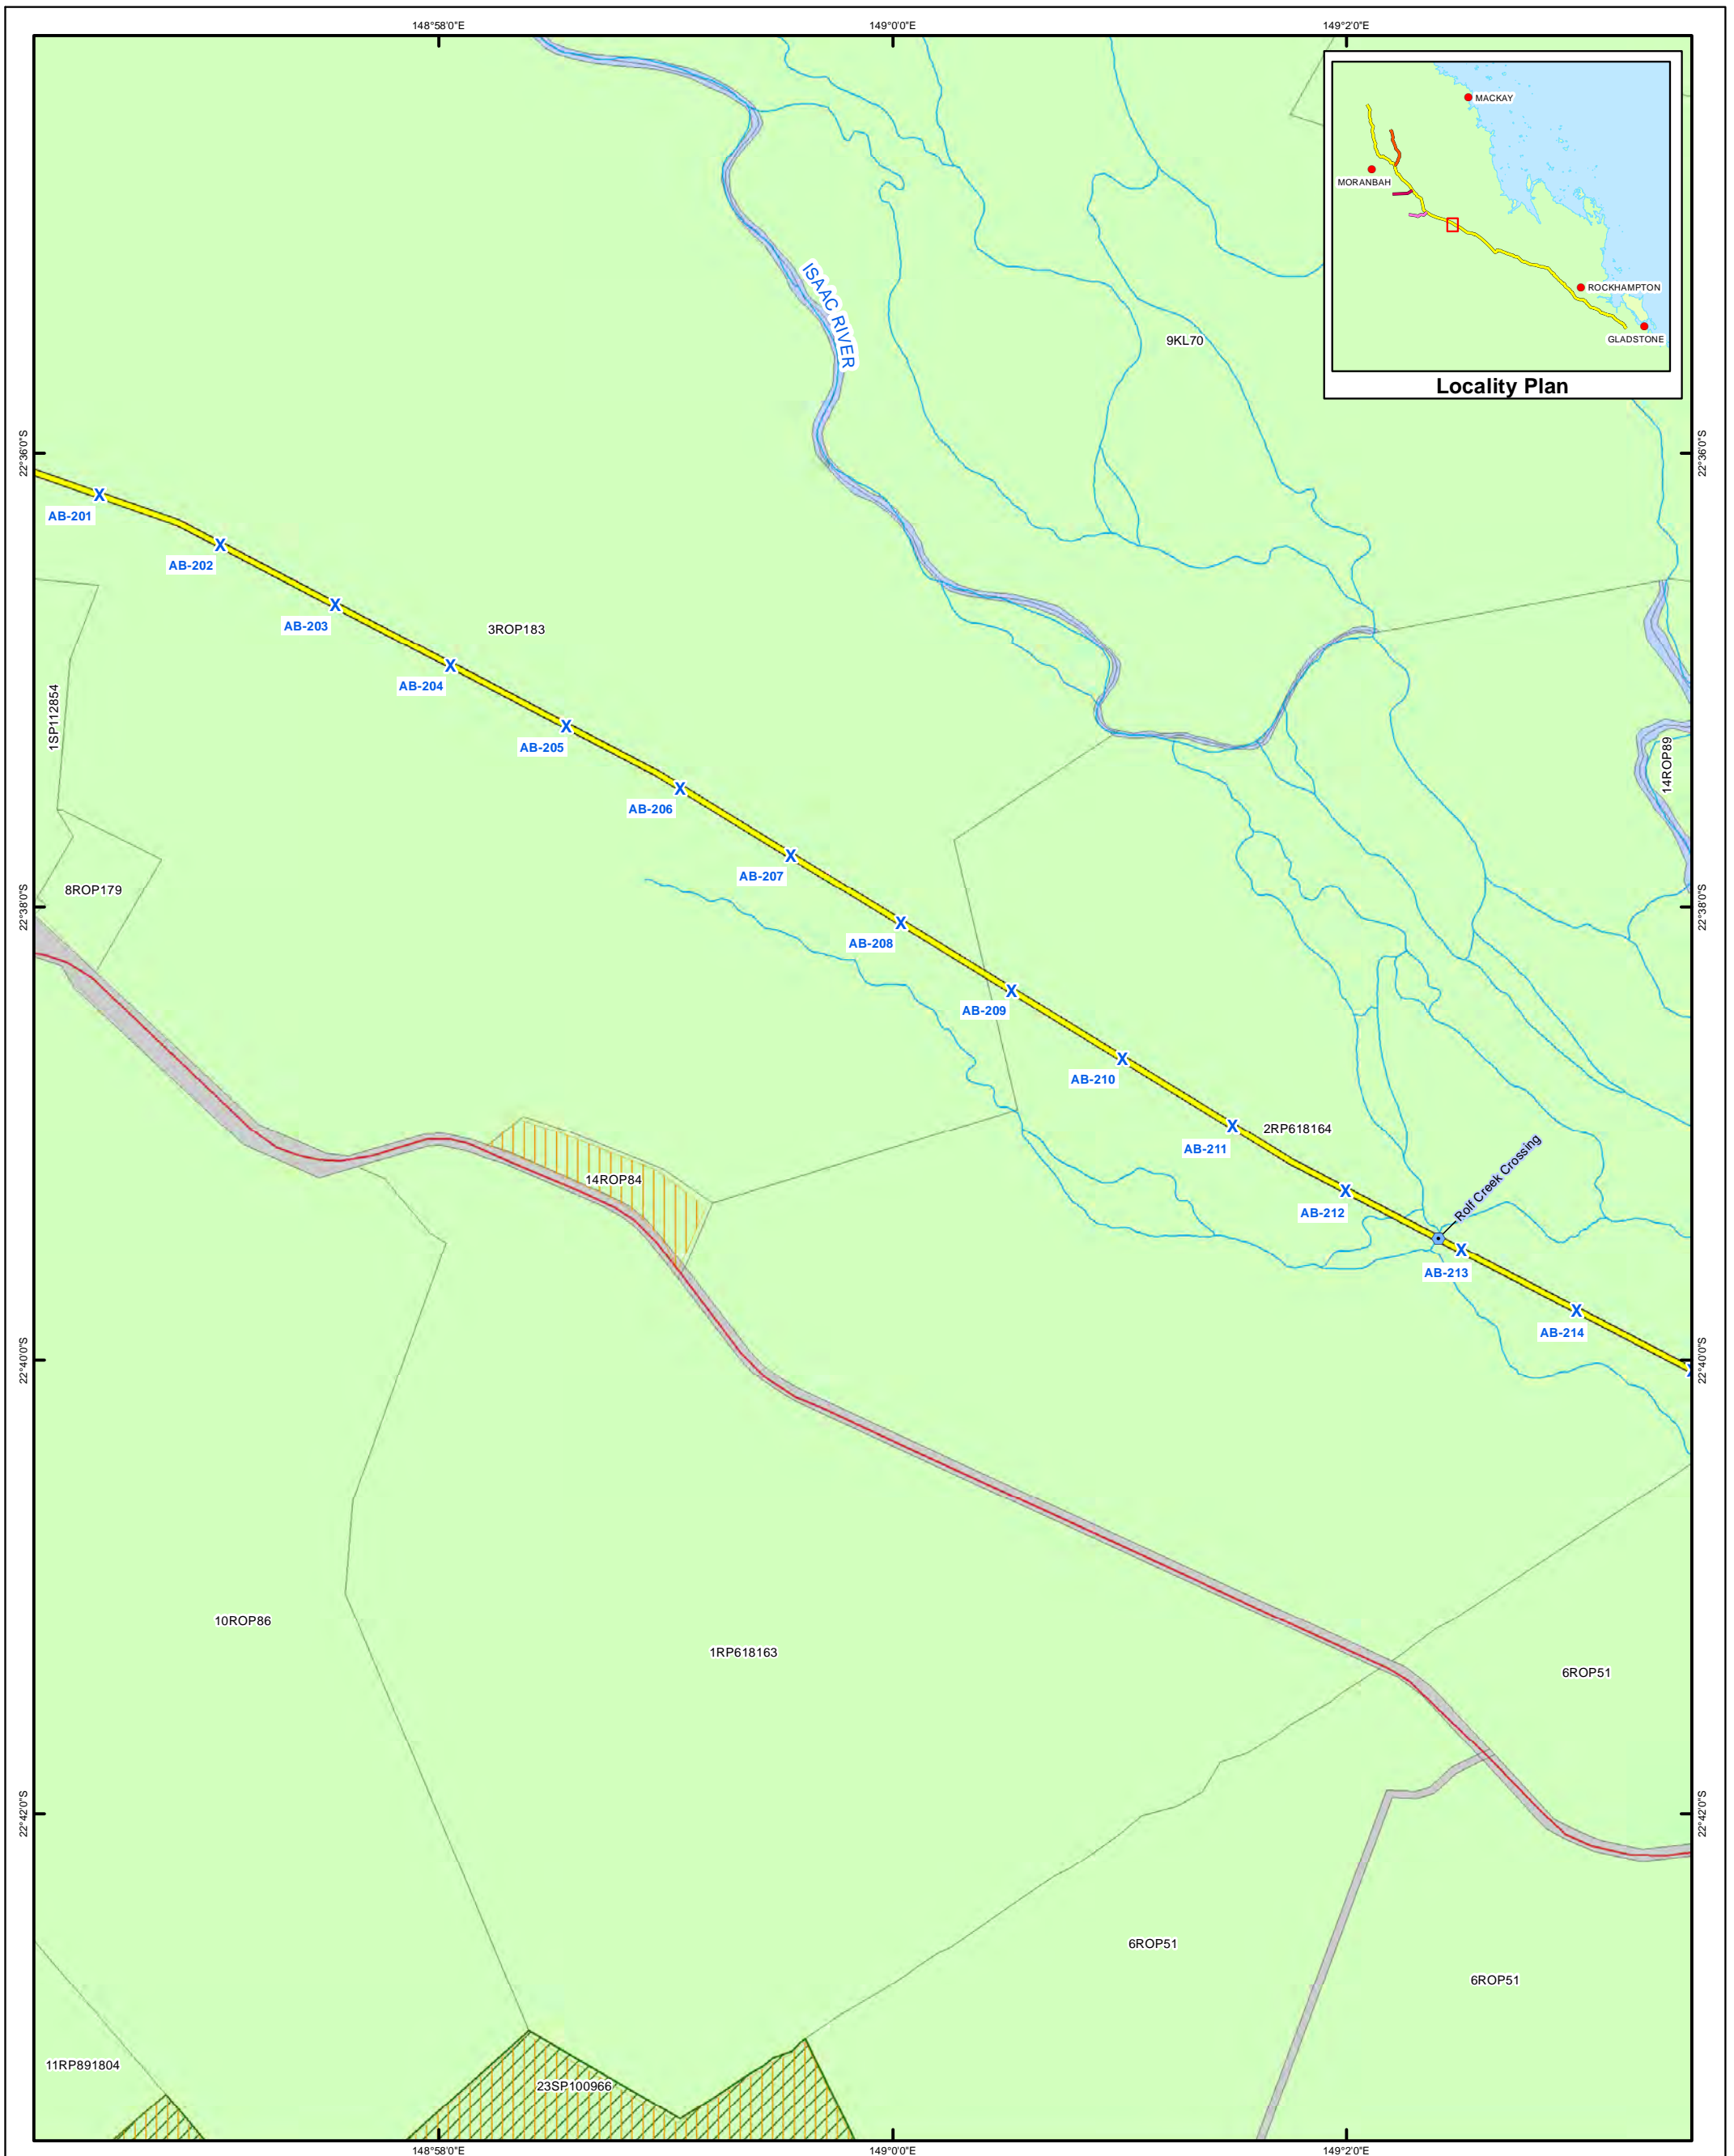 148°58'0"E
149°0'0"E
149°2'0"E
MACKAY
MORANBAH
ROCKHAMPTON
GLADSTONE
Locality Plan
ISAAC RIVER
9KL70
22°36'0"S
22°36'0"S
AB-201
AB-202
AB-203
3ROP183
AB-204
1SP112854
AB-205
14ROP89
AB-206
AB-207
8ROP179
22°38'0"S
22°38'0"S
AB-208
AB-209
AB-210
2RP618164
AB-211
Rolf Creek Crossing
14ROP84
AB-212
AB-213
AB-214
22°40'0"S
22°40'0"S
10ROP86
1RP618163
6ROP51
22°42'0"S
22°42'0"S
6ROP51
6ROP51
11RP891804
23SP100966
148°58'0"E
149°0'0"E
149°2'0"E